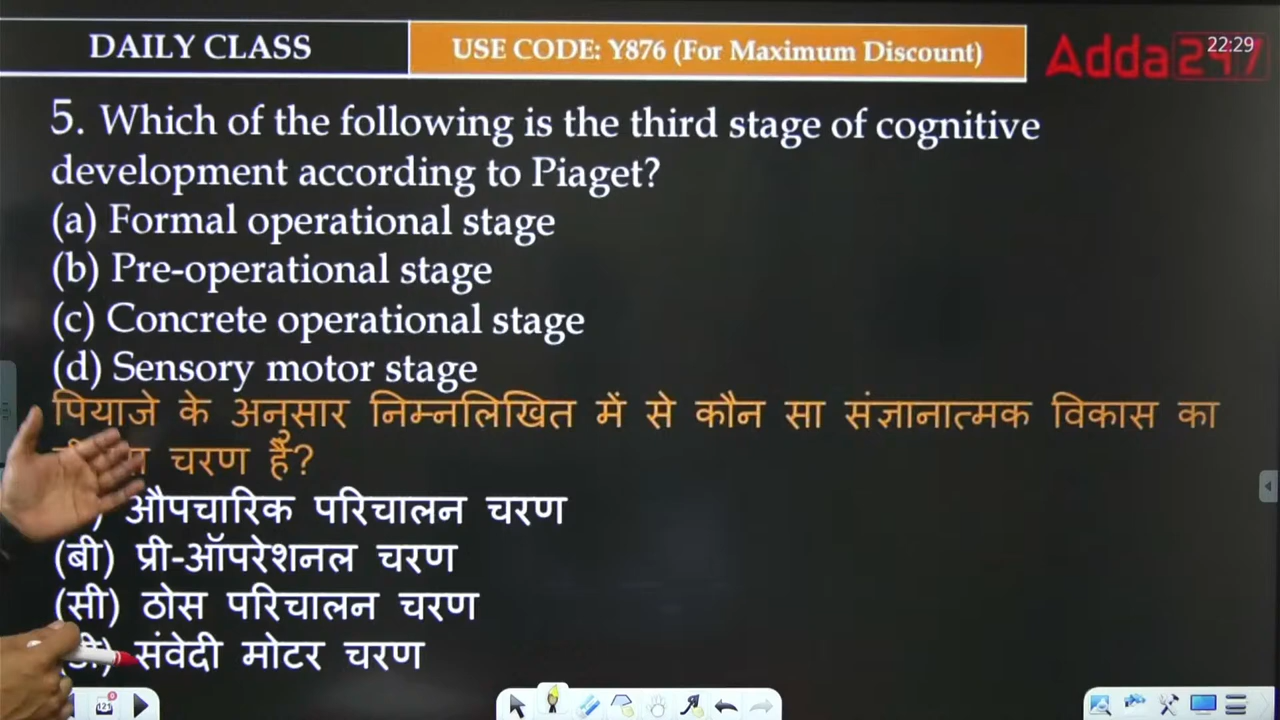 DAILY CLASS
USE CODE: Y876 (For Maximum Discount)
Adda247
22:29
5. Which of the following is the third stage of cognitive
development according to Piaget?
(a) Formal operational stage
(b) Pre-operational stage
(c) Concrete operational stage
(d) Sensory motor stage
पियाजे के अनुसार निम्नलिखित में से कौन सा संज्ञानात्मक विकास का
चरण है?
औपचारिक परिचालन चरण
(बी) प्री-ऑपरेशनल चरण
(सी) ठोस परिचालन चरण
संवेदी मोटर चरण
121